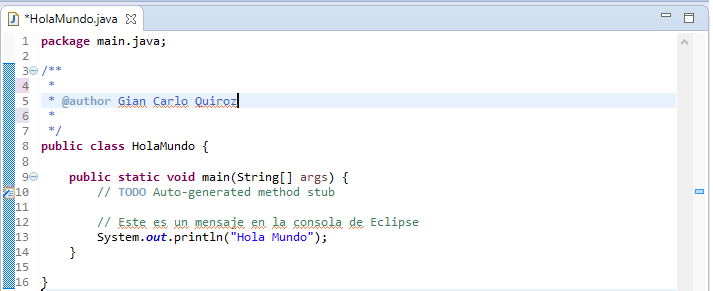 *HolaMundo.java
1 package main.java;
2
3 /**
4 *
5 * @author Gian Carlo Quiroz
6 *
7 */
8 public class HolaMundo {
9
9 public static void main(String[] args) {
10 // TODO Auto-generated method stub
11
12 // Este es un mensaje en la consola de Eclipse
13 System.out.println("Hola Mundo");
14 }
15
16 }